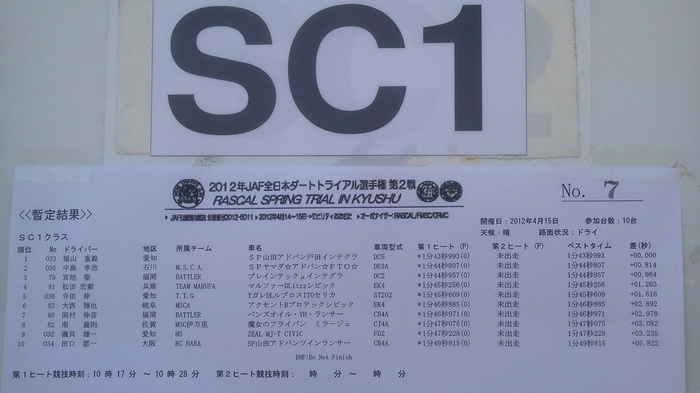 SC1
2012年JAF全日本ダートトライアル選手権 第2戦
RASCAL SPRING TRIAL IN KYUSHU
No. 7
≪暫定結果≫
開催日：2012年4月15日 参加台数：10台
天候：晴 路面状況：ドライ
SC1クラス
順位 No ドライバー 地区 所属チーム 車名 車両型式 第1ヒート (P) 第2ヒート (P) ベストタイム 差(秒)
1 033 福山 重義 愛知 SP山田アドバン戸田インテグラ DC5 *1分43秒993(0) 未出走 1分43秒993 +00.000
2 035 中島 孝恭 石川 M.S.C.A. SPヤマダ☆アドバン☆FTO☆ DE3A *1分44秒807(0) 未出走 1分44秒807 +00.814
3 79 宮地 聖 福岡 BATTLER ブレインテックμインテグラ DC2 *1分44秒957(0) 未出走 1分44秒957 +00.964
4 81 松田 宏毅 兵庫 TEAM MARUFA マルファーDLitzzシビック EK4 *1分45秒256(0) 未出走 1分45秒256 +01.263
5 036 寺田 伸 愛知 T.T.G TガレDLプロスITOセリカ ST202 *1分45秒609(0) 未出走 1分45秒609 +01.616
6 83 大西 岐阜 MSCA アクセントBプロテックシビック EK4 *1分46秒885(0) 未出走 1分46秒885 +02.892
7 80 岡村 伸彦 福岡 BATTLER ベンズオイル・YH・ランサー CB4A *1分46秒971(0) 未出走 1分46秒971 +02.978
8 82 南 義則 佐賀 MSC伊万里 魔女のフライパン ミラージュ CJ4A *1分47秒075(0) 未出走 1分47秒075 +03.082
9 032 磯貝 雄一 愛知 HS ZEAL MJ-T CIVIC FD2 *1分47秒228(0) 未出走 1分47秒228 +03.235
10 034 田口 都一 大阪 RC NARA SP山田アドバンツインランサー CB4A *1分49秒815(0) 未出走 1分49秒815 +05.822
DNF:Do Not Finish
第1ヒート競技時刻：10 時 17 分 ～ 10 時 28 分 第2ヒート競技時刻： 時 分 ～ 時 分